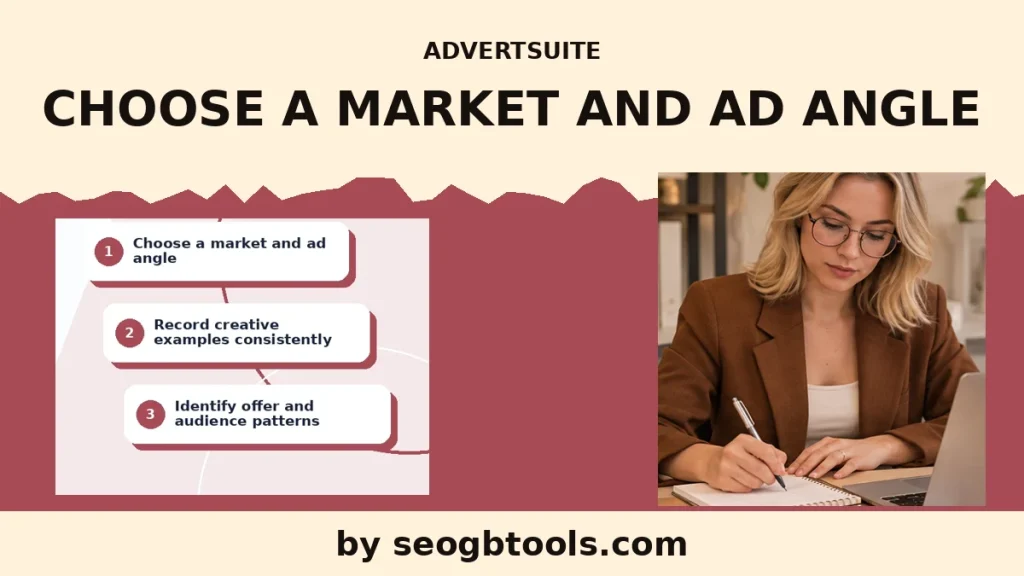 ADVERTSUITE
CHOOSE A MARKET AND AD ANGLE
1
Choose a market and ad
angle
2
Record creative
examples consistently
3
Identify offer and
audience patterns
by seogbtools.com